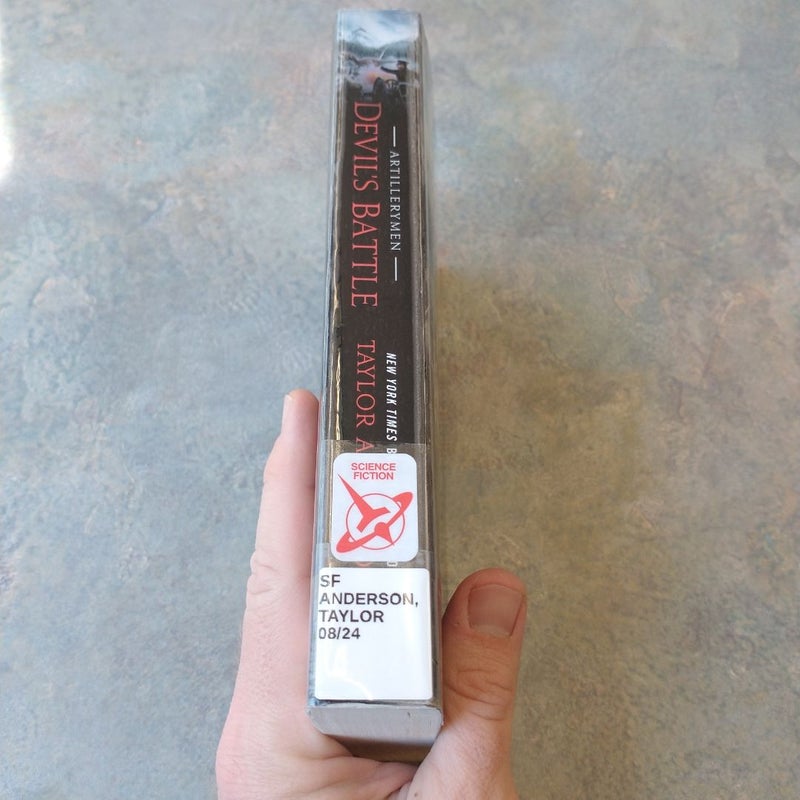 — ARTILLERYMEN —
DEVIL'S BATTLE
NEW YORK TIMES
TAYLOR
SCIENCE
FICTION
SF
ANDERSON,
TAYLOR
08/24